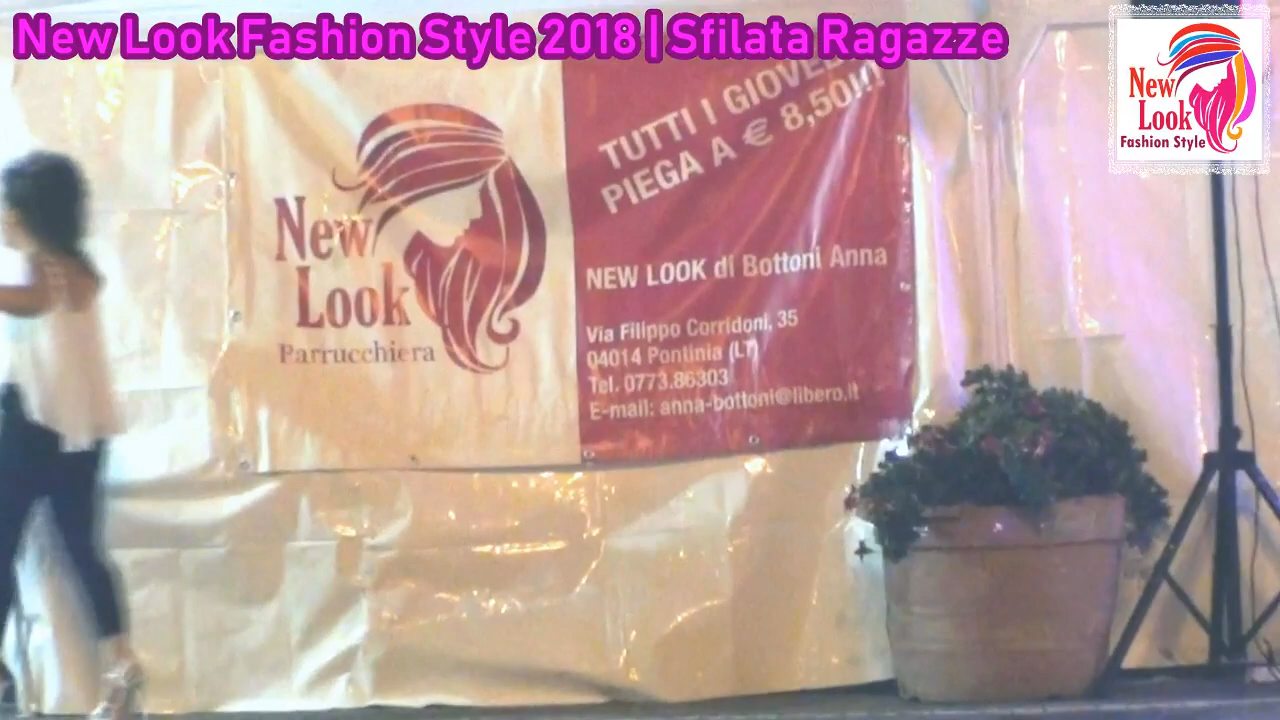 New Look Fashion Style 2018 | Sfilata Ragazze
New
Look
Fashion Style
New
Look
Parrucchiera
TUTTI I GIOVEDI
PIEGA A € 8,50!!!
NEW LOOK di Bottoni Anna
Via Filippo Corridoni, 35
04014 Pontinia (LT)
Tel. 0773.86303
E-mail: anna-bottoni@libero.it